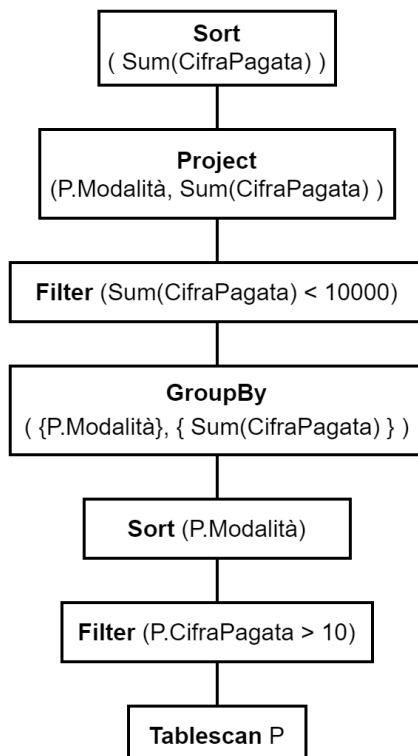 Sort
( Sum(CifraPagata) )
Project
(P.Modalità, Sum(CifraPagata) )
Filter (Sum(CifraPagata) < 10000)
GroupBy
( {P.Modalità}, { Sum(CifraPagata) } )
Sort (P.Modalità)
Filter (P.CifraPagata > 10)
Tablescan P